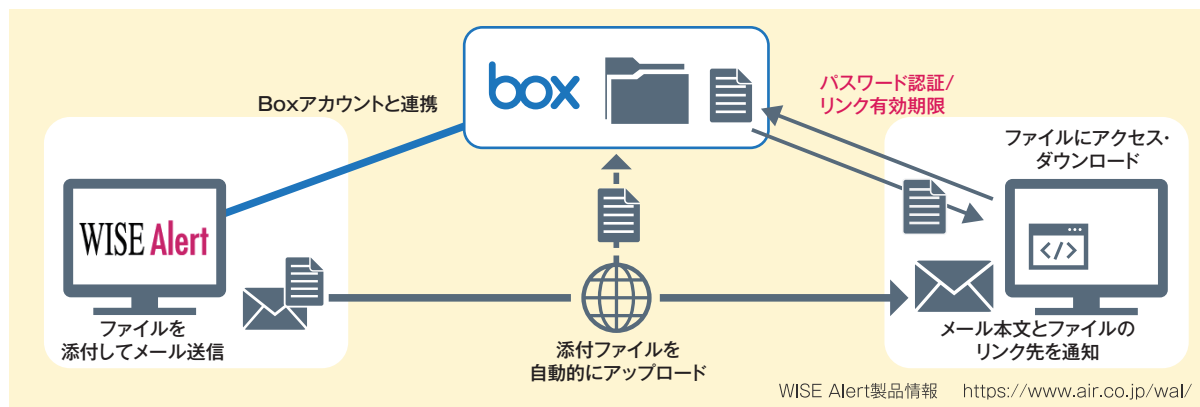 box
Boxアカウントと連携
パスワード認証/
リンク有効期限
ファイルにアクセス・
ダウンロード
WISE Alert
</>
ファイルを
添付してメール送信
添付ファイルを
自動的にアップロード
メール本文とファイルの
リンク先を通知
WISE Alert製品情報 https://www.air.co.jp/wal/